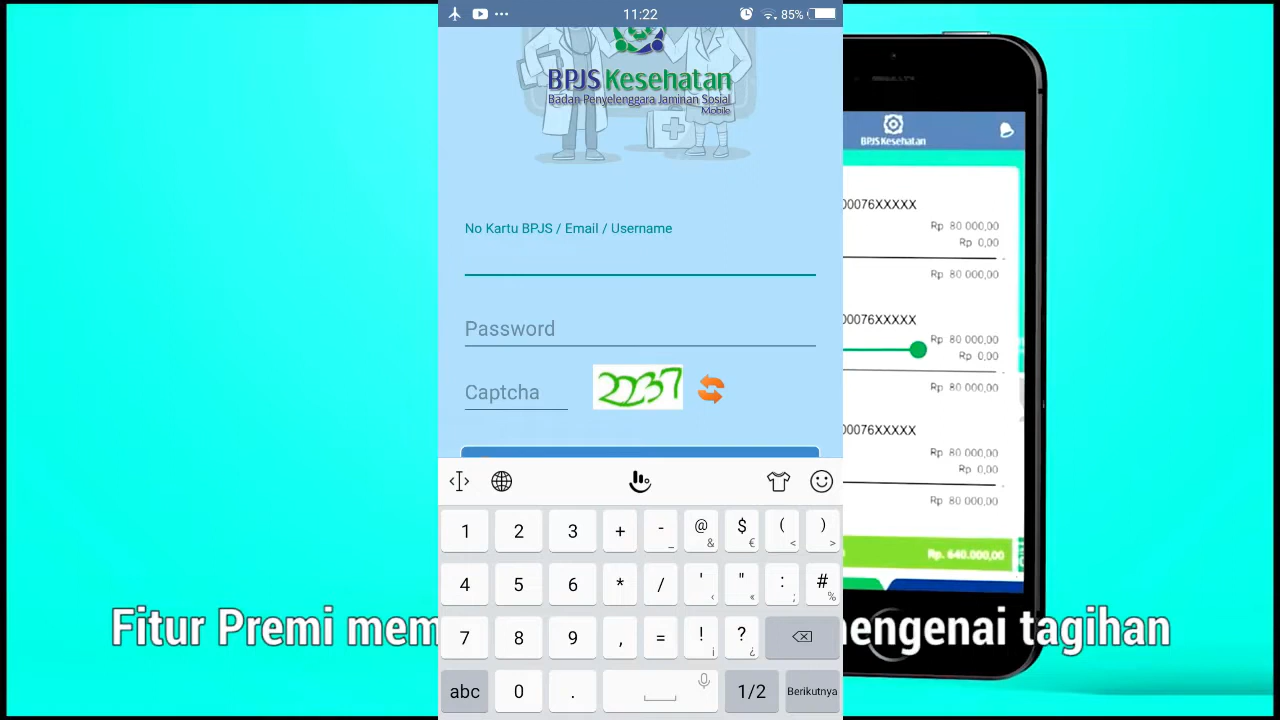 11:22
85%
BPJS Kesehatan
Badan Penyelenggara Jaminan Sosial
Mobile
No Kartu BPJS / Email / Username
Password
Captcha
2237
1 2 3 + - _ @ & $ € ( < ) >
4 5 6 * / ' ‹ " « : ; # %
7 8 9 , = ! ¡ ? ¿
abc 0 . 1/2 Berikutnya
BPJS Kesehatan
00076XXXXX
Rp 80 000,00
Rp 0,00
Rp 80 000,00
00076XXXXX
Rp 80 000,00
Rp 0,00
Rp 80 000,00
00076XXXXX
Rp 80 000,00
Rp 0,00
Rp 80 000,00
Rp. 640.000,00
Fitur Premi mem engenai tagihan